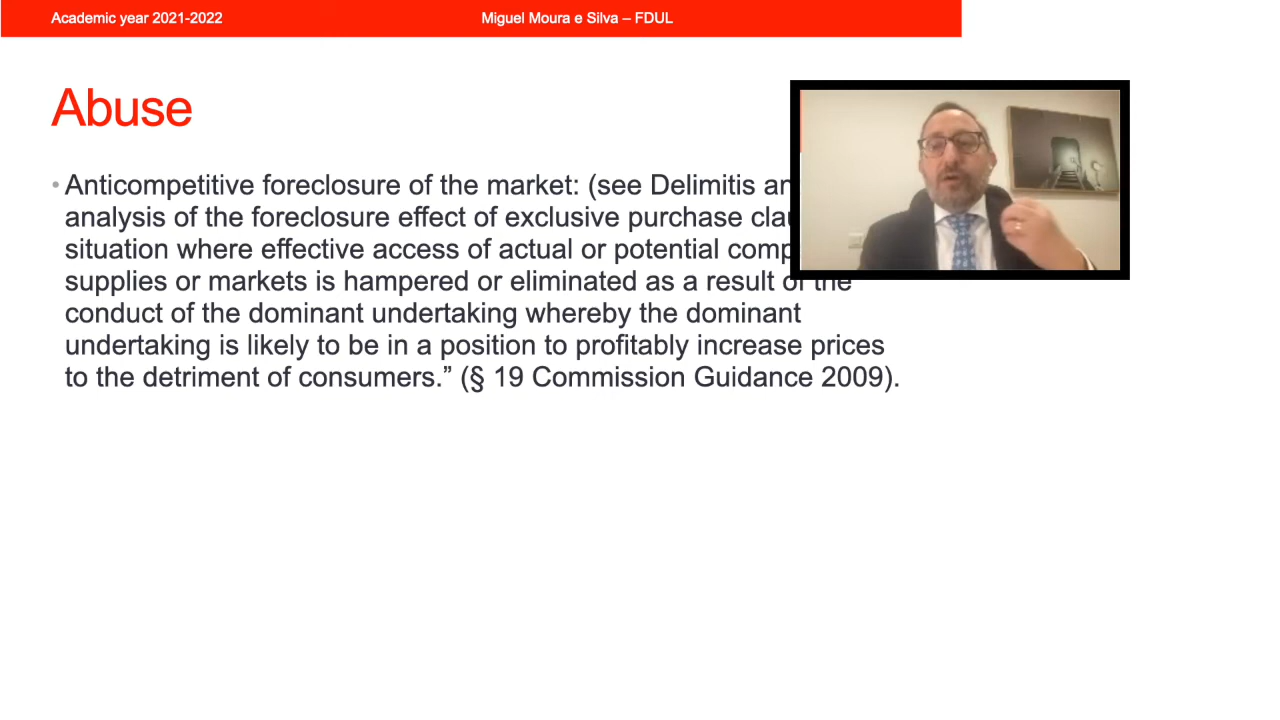 Academic year 2021-2022
Miguel Moura e Silva – FDUL
Abuse
• Anticompetitive foreclosure of the market: (see Delimitis
analysis of the foreclosure effect of exclusive purchase
situation where effective access of actual or potential
supplies or markets is hampered or eliminated as a result of the
conduct of the dominant undertaking whereby the dominant
undertaking is likely to be in a position to profitably increase prices
to the detriment of consumers.” (§ 19 Commission Guidance 2009).